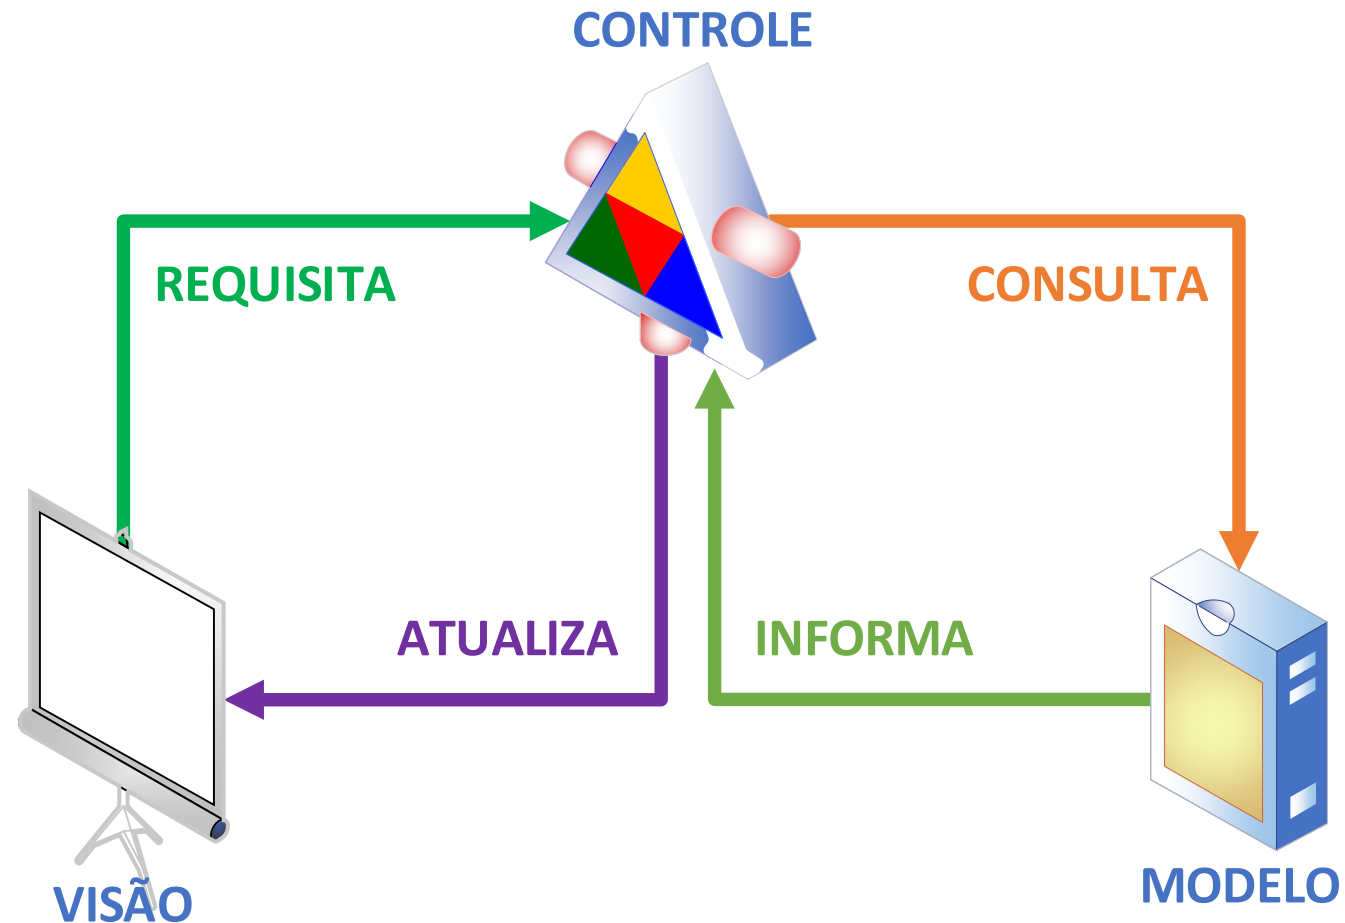 CONTROLE
REQUISITA
CONSULTA
ATUALIZA
INFORMA
MODELO
VISÃO